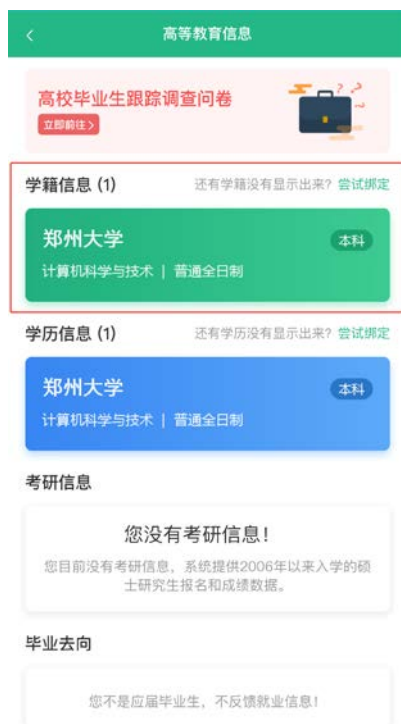 高等教育信息
高校毕业生跟踪调查问卷
立即前往>
学籍信息 (1) 还有学籍没有显示出来? 尝试绑定
郑州大学 本科
计算机科学与技术 | 普通全日制
学历信息 (1) 还有学历没有显示出来? 尝试绑定
郑州大学 本科
计算机科学与技术 | 普通全日制
考研信息
您没有考研信息!
您目前没有考研信息,系统提供2006年以来入学的硕
士研究生报名和成绩数据。
毕业去向
您不是应届毕业生,不反馈就业信息!